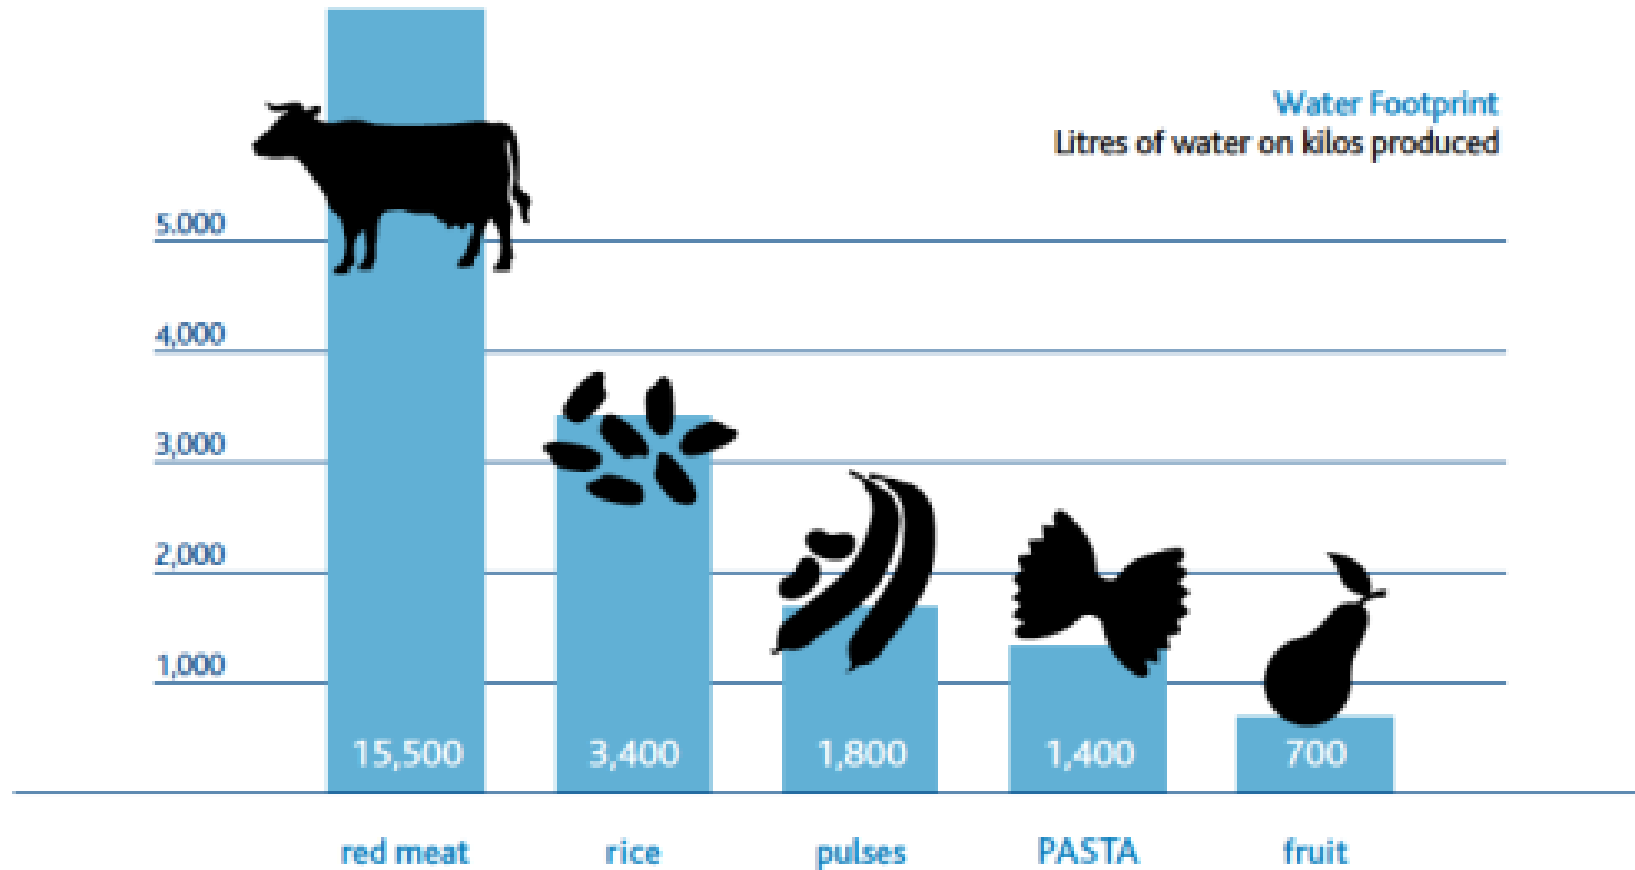 Water Footprint
Litres of water on kilos produced
5.000
4,000
3,000
2,000
1,000
15,500
3,400
1,800
1,400
700
red meat
rice
pulses
PASTA
fruit